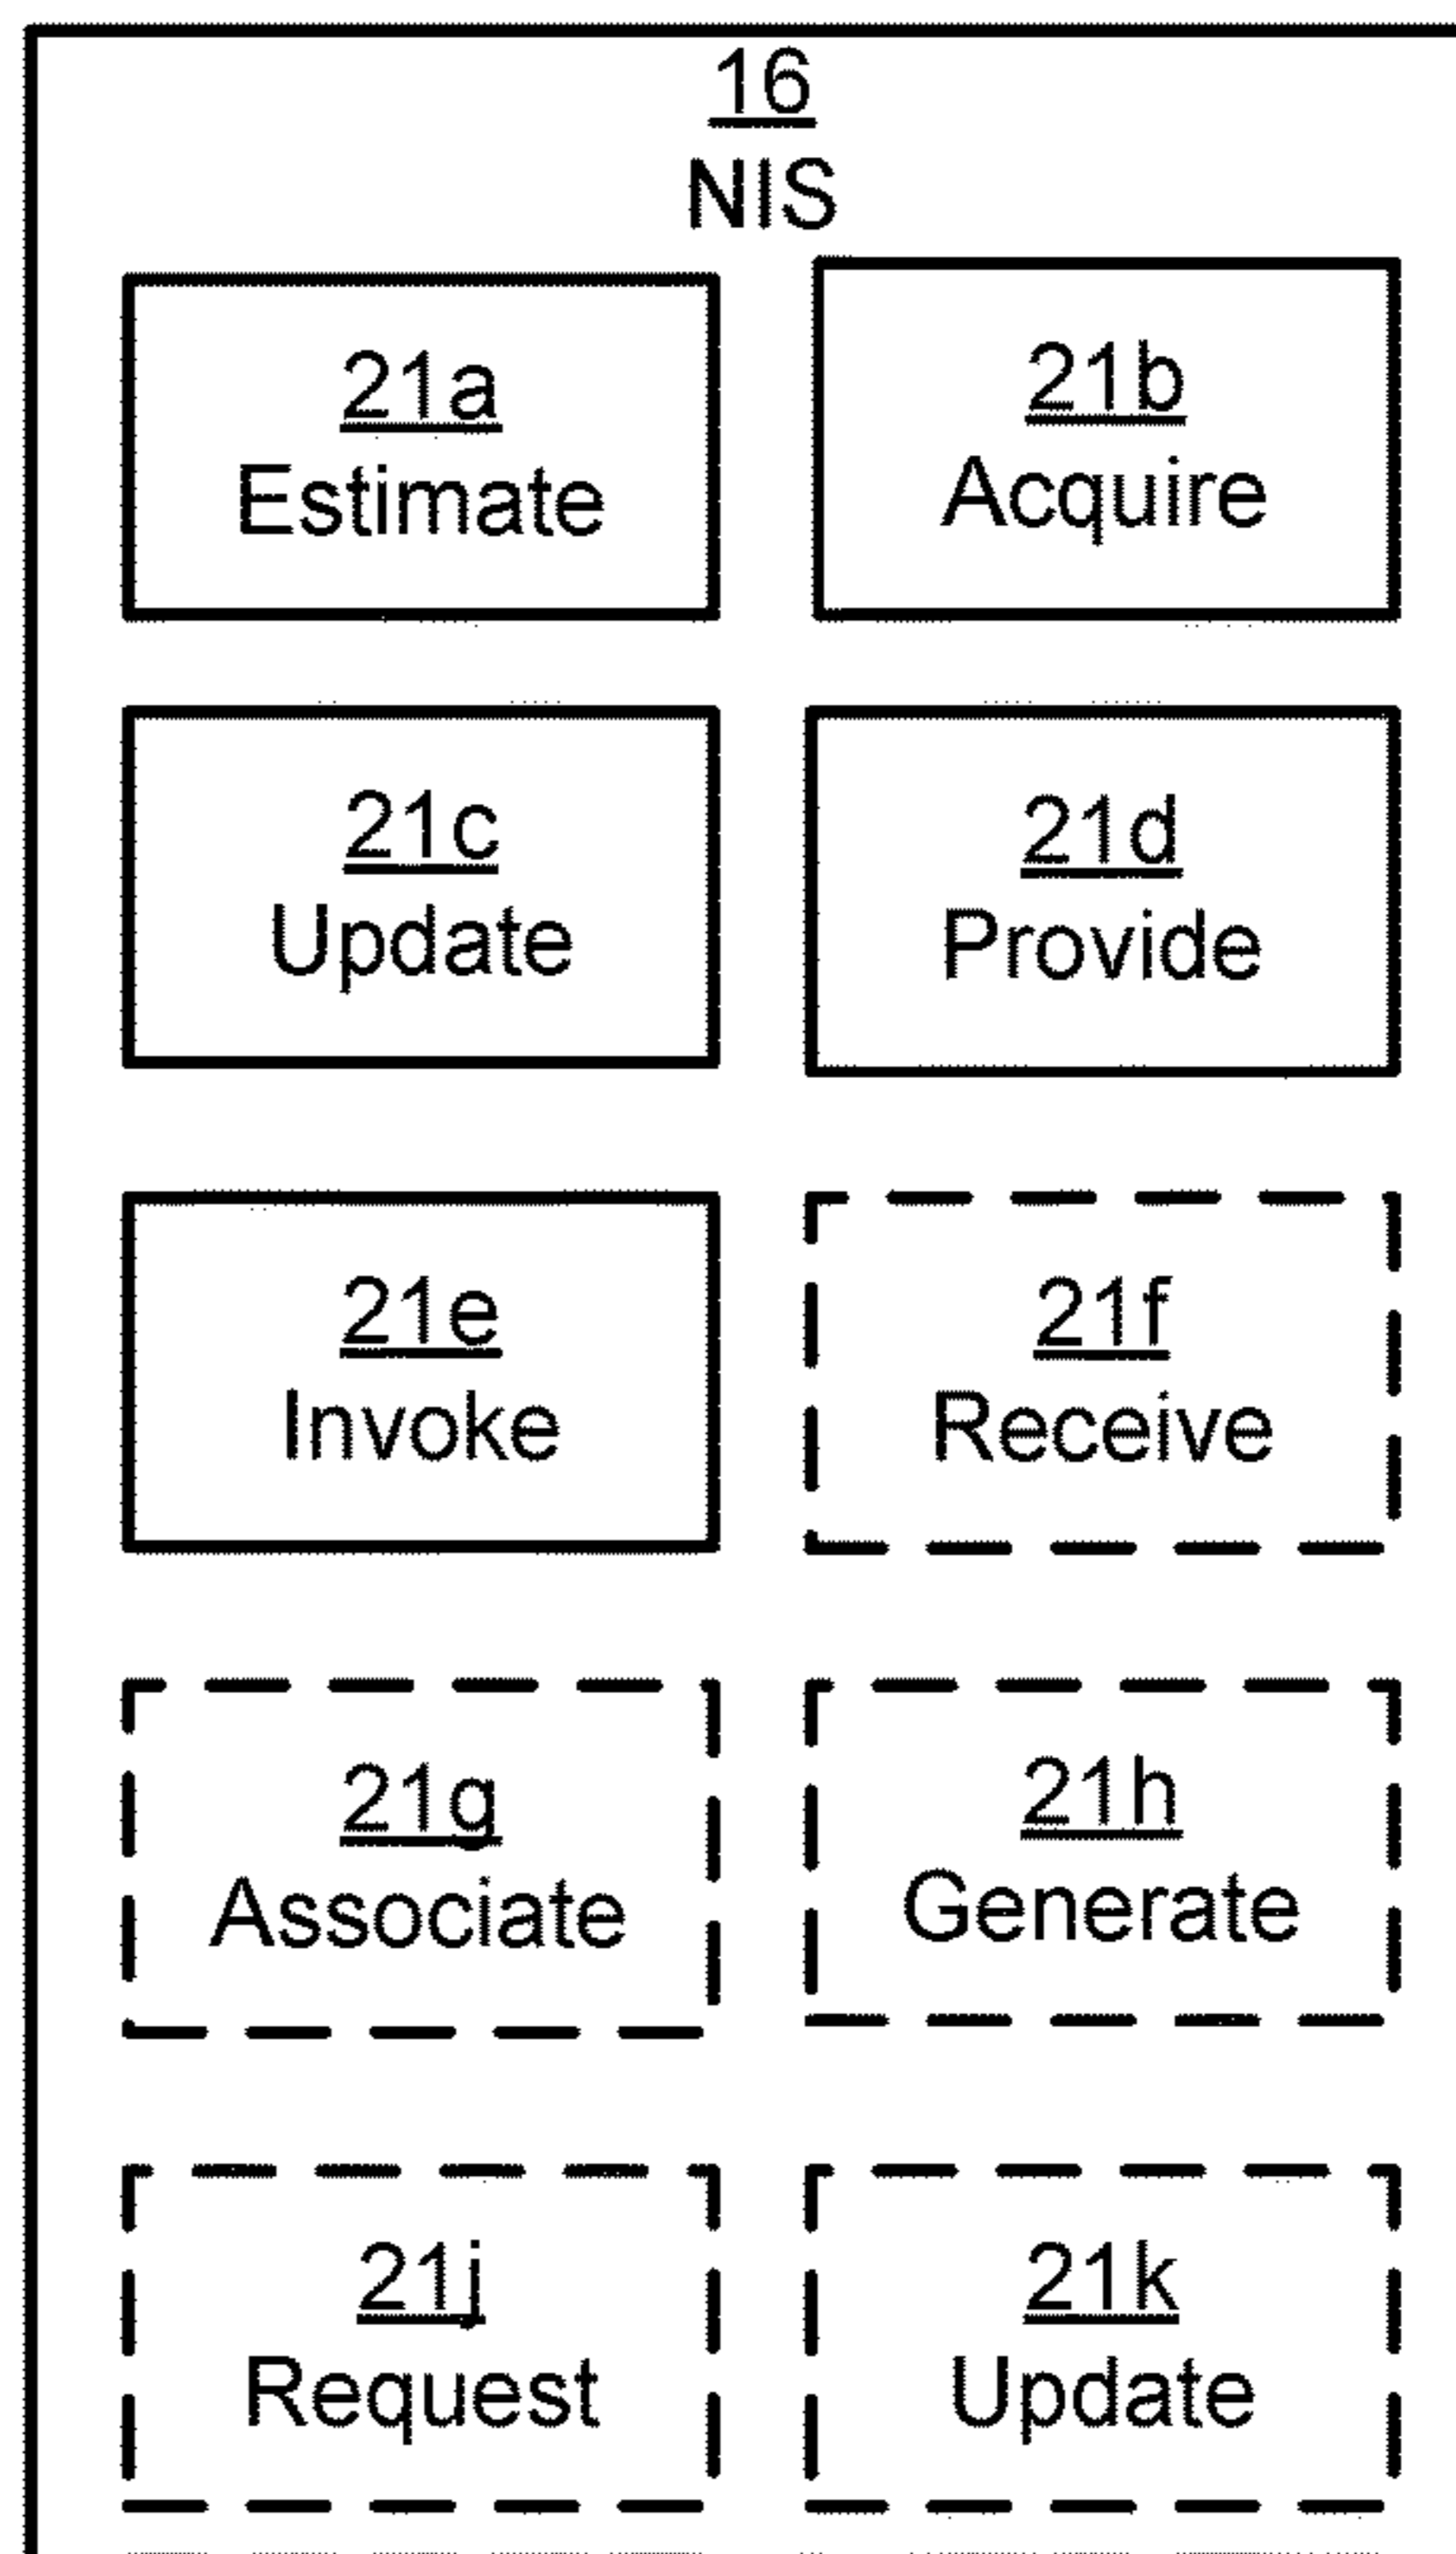 16
NIS
21a
Estimate
21b
Acquire
21c
Update
21d
Provide
21e
Invoke
21f
Receive
21g
Associate
21h
Generate
21j
Request
21k
Update